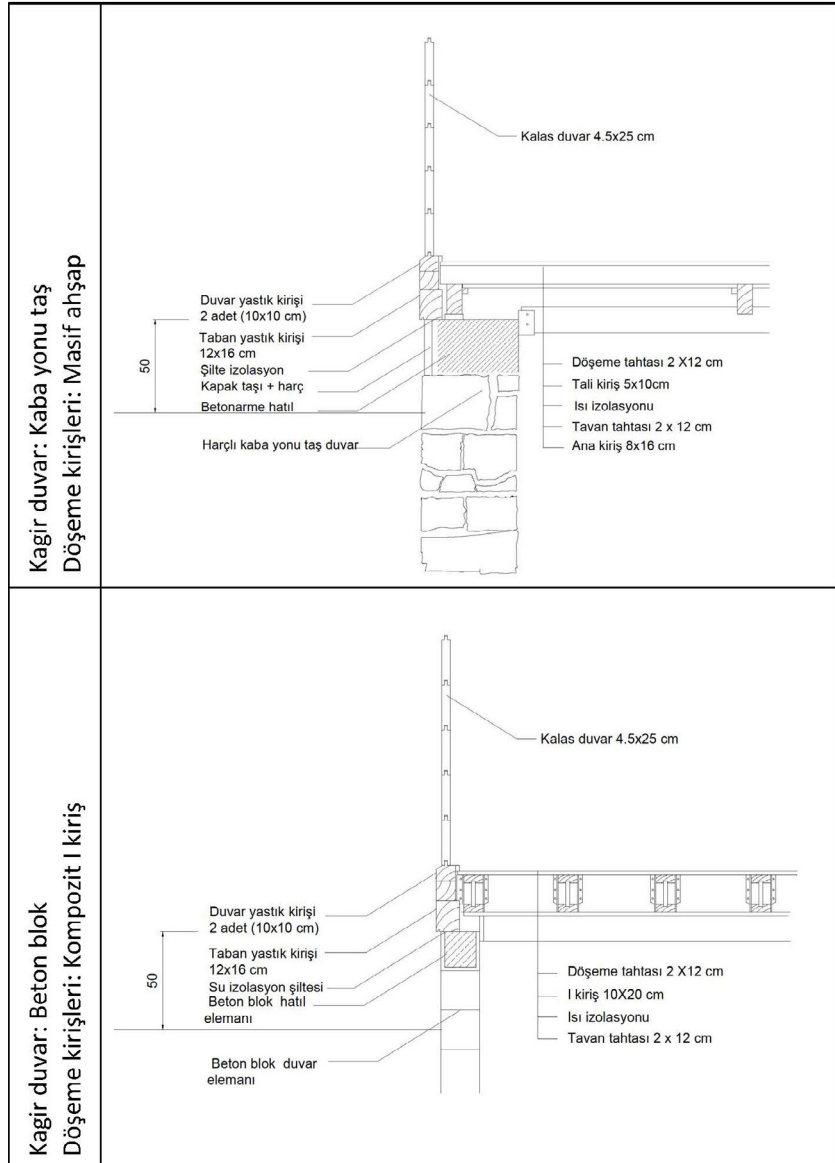 Kagir duvar: Kaba yonu taş
Döşeme kirişleri: Masif ahşap
Kalas duvar 4.5x25 cm
Duvar yastık kirişi
2 adet (10x10 cm)
Taban yastık kirişi
12x16 cm
Şilte izolasyon
Kapak taşı + harç
Betonarme hatıl
Harçlı kaba yonu taş duvar
50
Döşeme tahtası 2 X12 cm
Tali kiriş 5x10cm
Isı izolasyonu
Tavan tahtası 2 x 12 cm
Ana kiriş 8x16 cm
Kagir duvar: Beton blok
Döşeme kirişleri: Kompozit I kiriş
Kalas duvar 4.5x25 cm
Duvar yastık kirişi
2 adet (10x10 cm)
Taban yastık kirişi
12x16 cm
Su izolasyon şiltesi
Beton blok hatıl
elemanı
50
Beton blok duvar
elemanı
Döşeme tahtası 2 X12 cm
I kiriş 10X20 cm
Isı izolasyonu
Tavan tahtası 2 x 12 cm